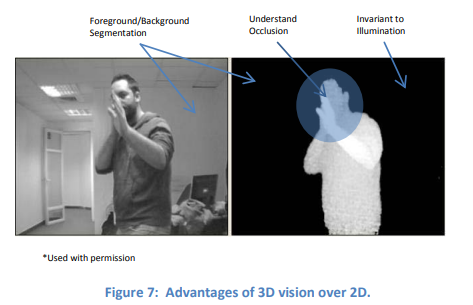 Foreground/Background
Segmentation
Understand
Occlusion
Invariant to
Illumination
*Used with permission
Figure 7:  Advantages of 3D vision over 2D.